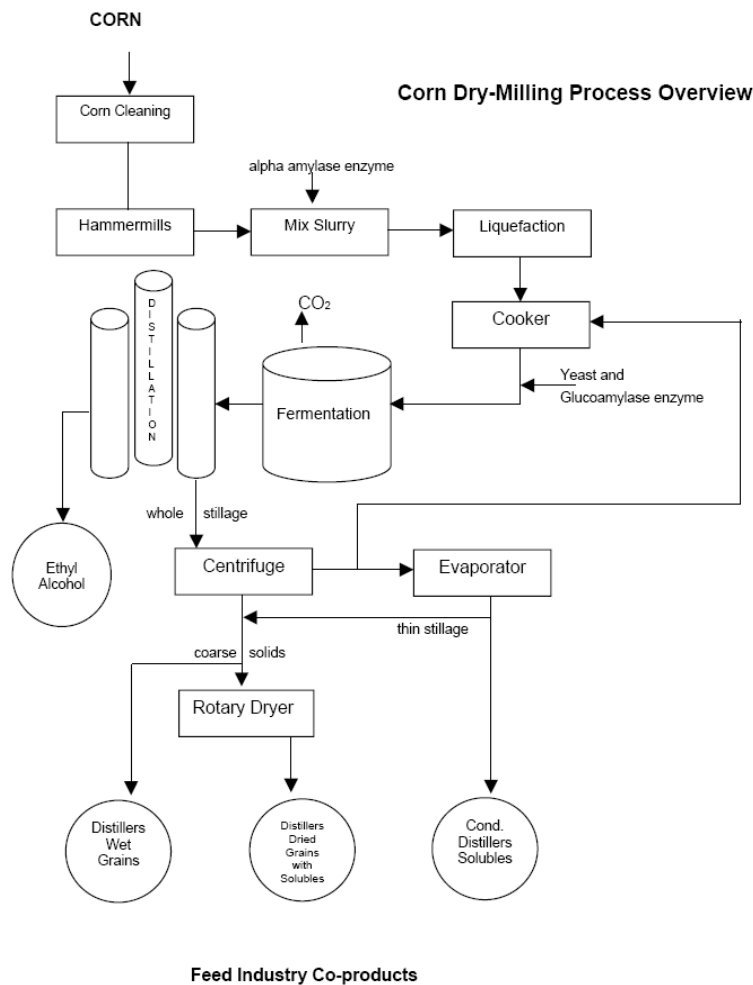 CORN
Corn Dry-Milling Process Overview
Corn Cleaning
alpha amylase enzyme
Hammermills
Mix Slurry
Liquefaction
DISTILLATION
CO₂
Cooker
Yeast and
Glucoamylase enzyme
Fermentation
whole stillage
Ethyl
Alcohol
Centrifuge
Evaporator
thin stillage
coarse solids
Rotary Dryer
Distillers
Wet
Grains
Distillers
Dried
Grains
with
Solubles
Cond.
Distillers
Solubles
Feed Industry Co-products